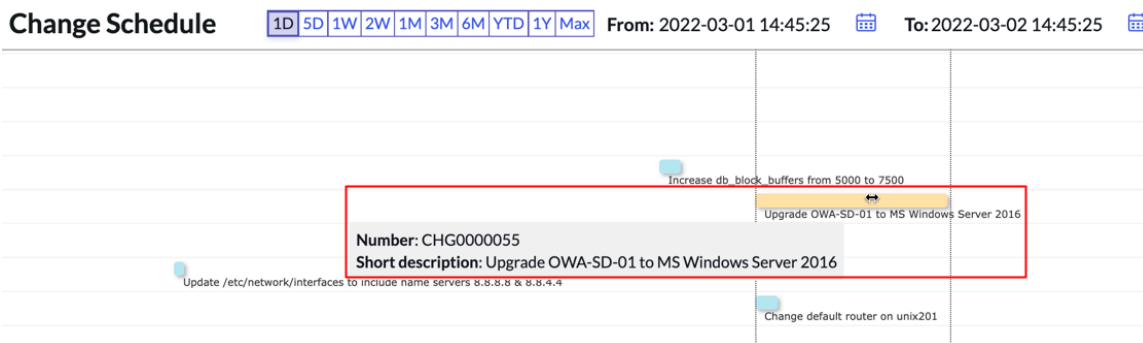 Change Schedule 1D 5D 1W 2W 1M 3M 6M YTD 1Y Max From: 2022-03-01 14:45:25 To: 2022-03-02 14:45:25
Increase db_block_buffers from 5000 to 7500
Upgrade OWA-SD-01 to MS Windows Server 2016
Number: CHG0000055
Short description: Upgrade OWA-SD-01 to MS Windows Server 2016
Update /etc/network/interfaces to include name servers 8.8.8.8 & 8.8.4.4
Change default router on unix201